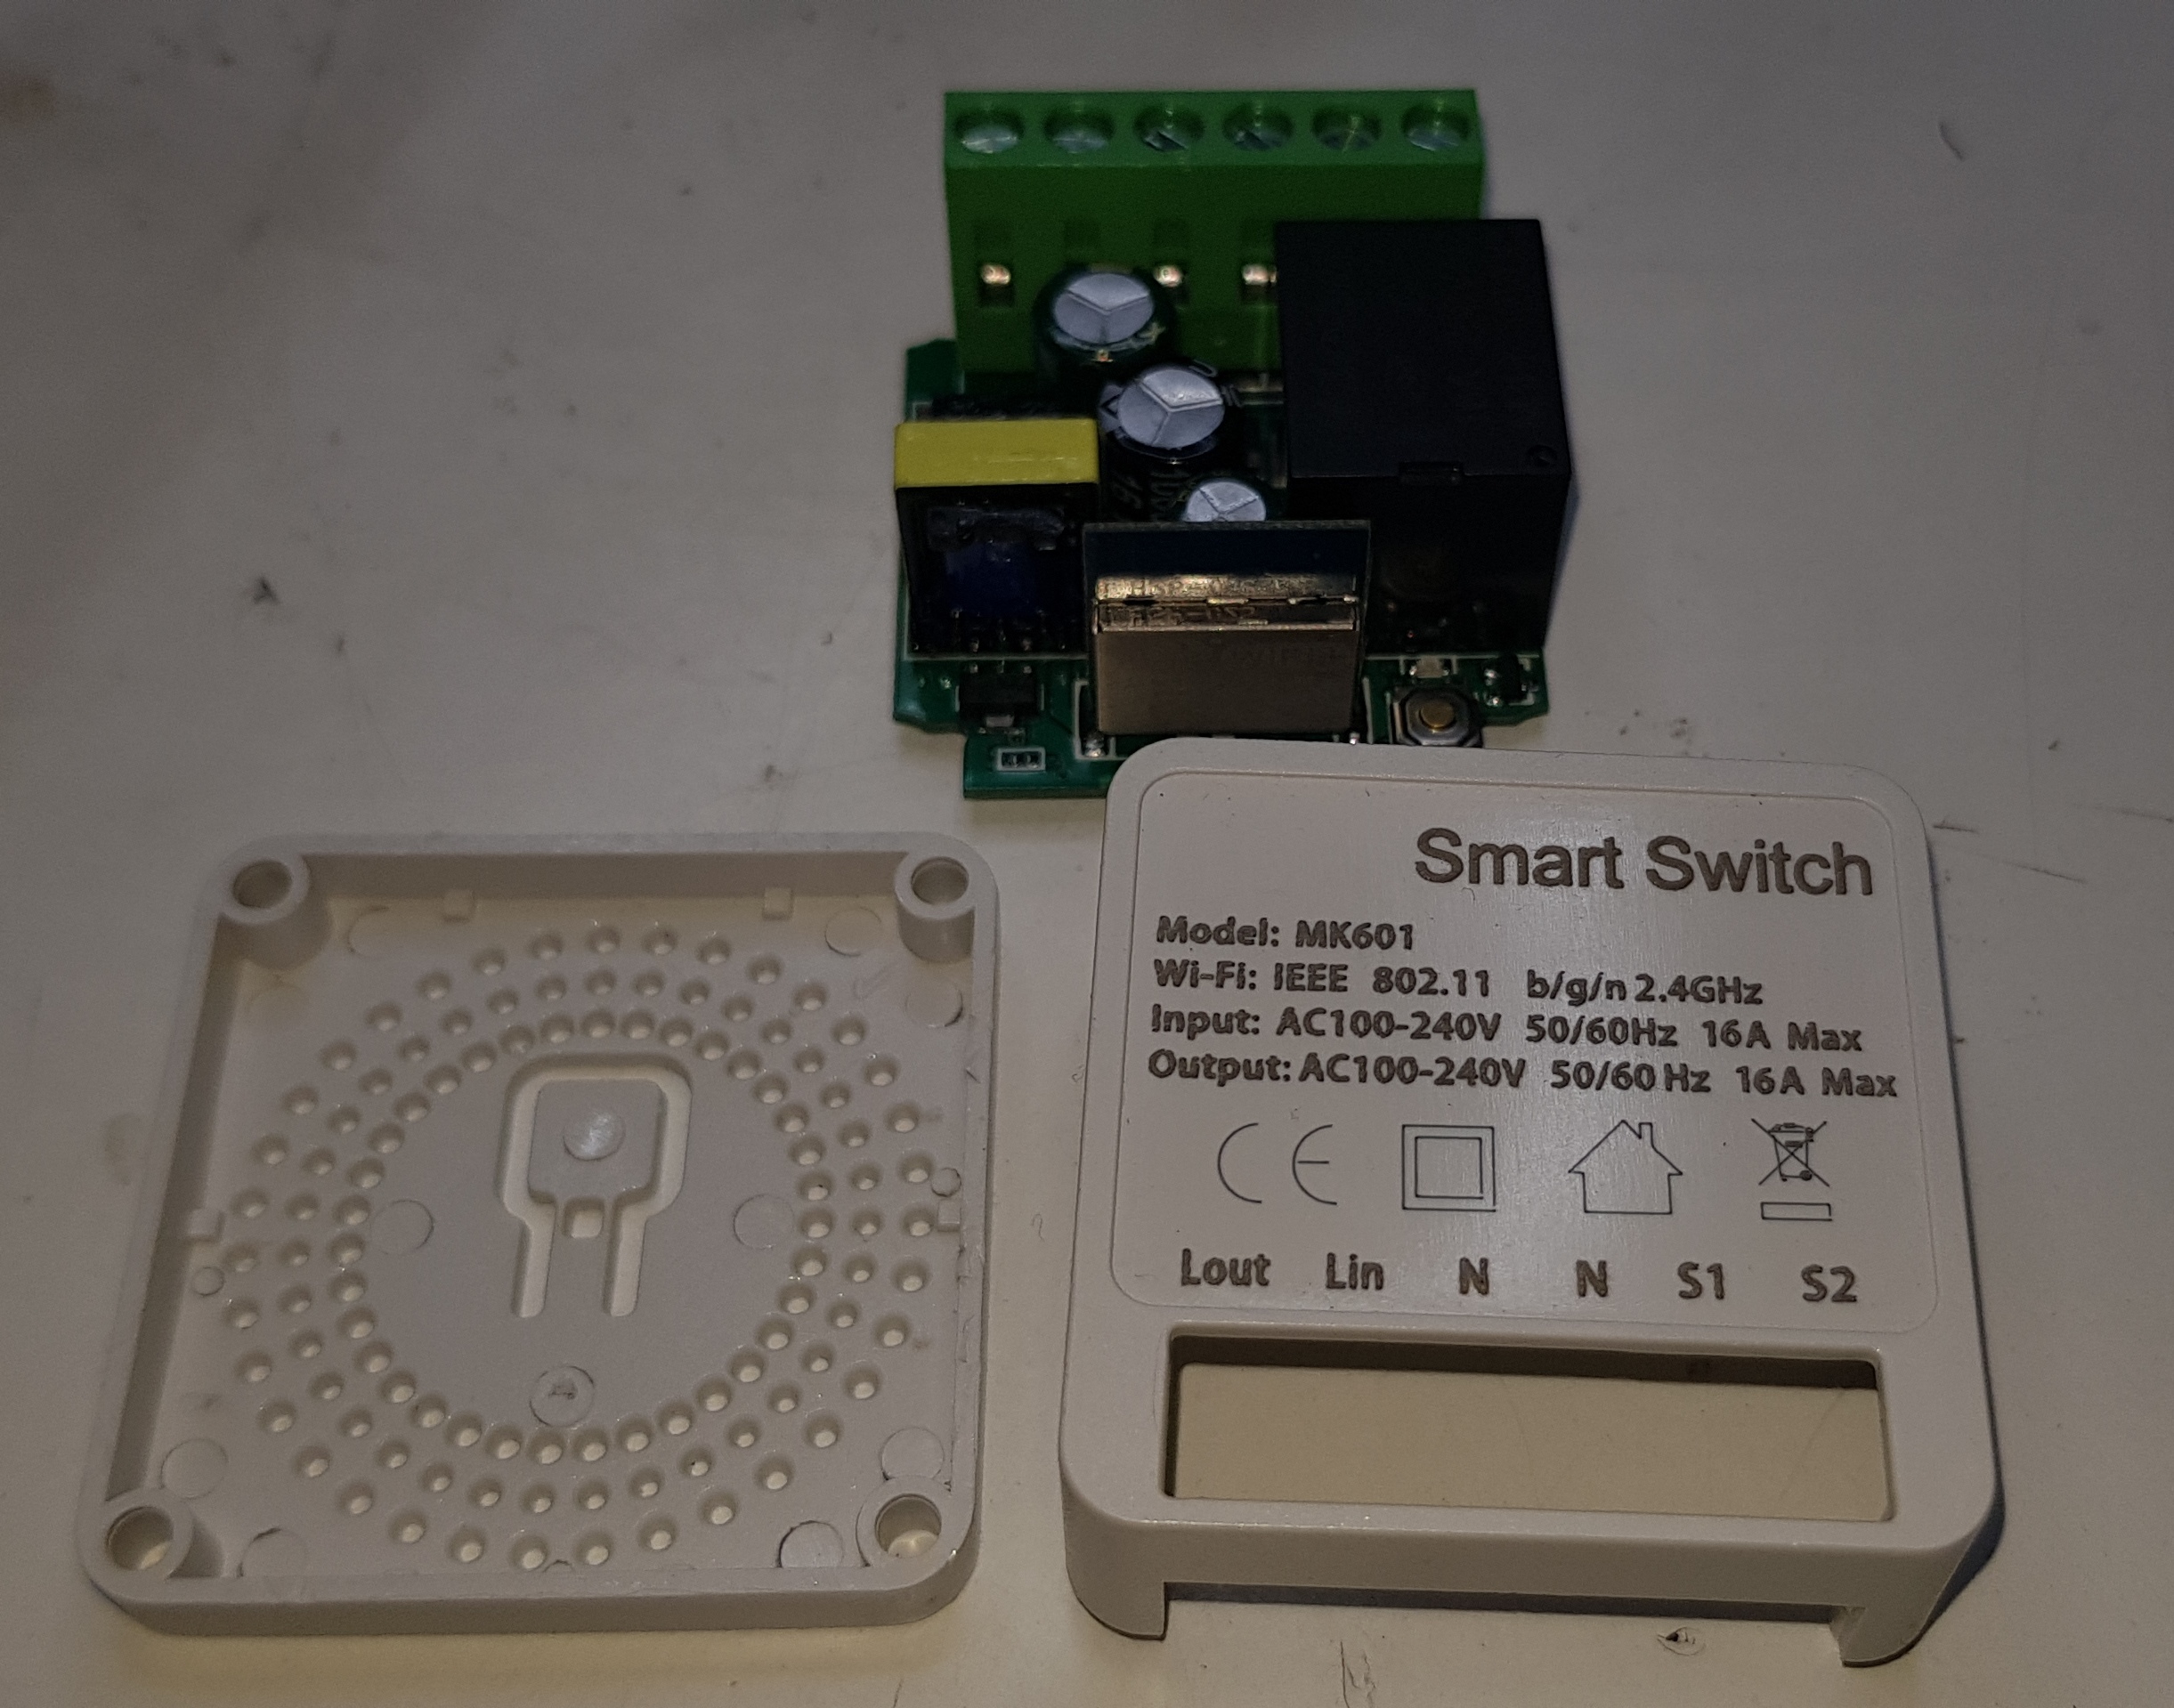 Smart Switch
Model: MK601
Wi-Fi: IEEE 802.11 b/g/n 2.4GHz
Input: AC100-240V 50/60Hz 16A Max
Output: AC100-240V 50/60Hz 16A Max
CE
Lout Lin N N S1 S2